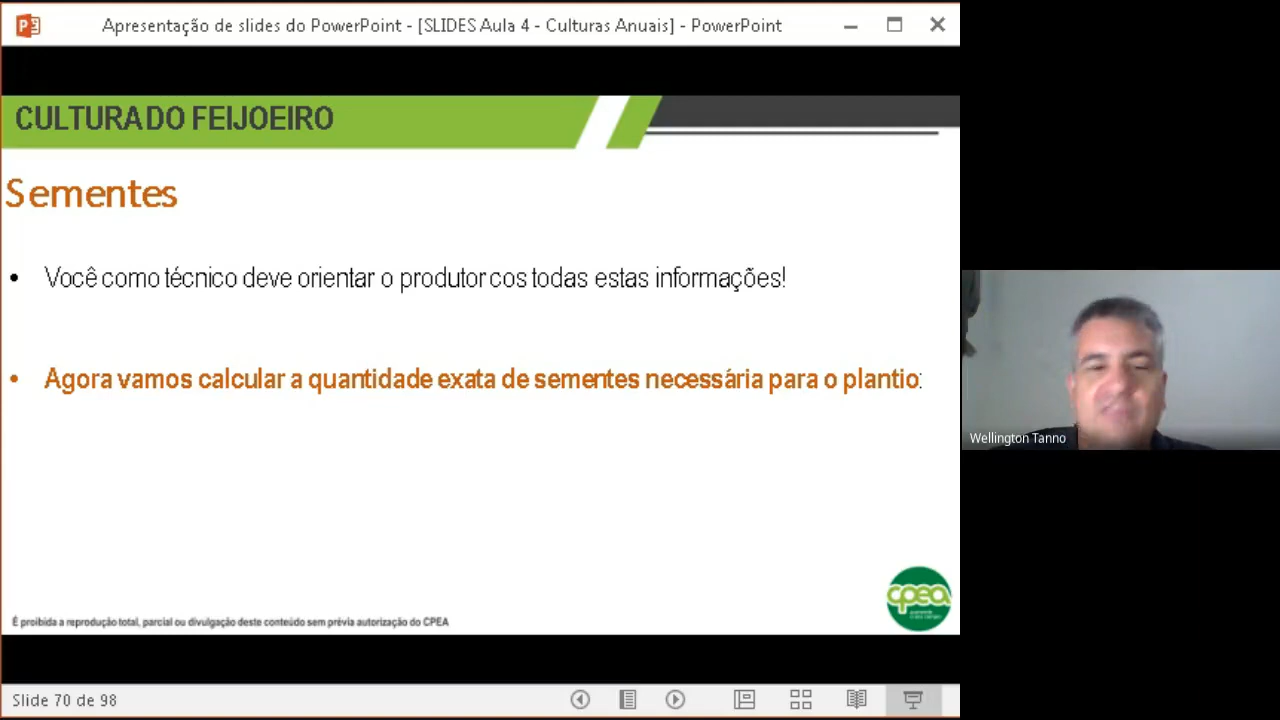 Apresentação de slides do PowerPoint - [SLIDES Aula 4 - Culturas Anuais] - PowerPoint
CULTURA DO FEIJOEIRO
Sementes
• Você como técnico deve orientar o produtor cos todas estas informações!
• Agora vamos calcular a quantidade exata de sementes necessária para o plantio:
Wellington Tanno
cpea
É proibida a reprodução total, parcial ou divulgação deste conteúdo sem prévia autorização do CPEA
Slide 70 de 98